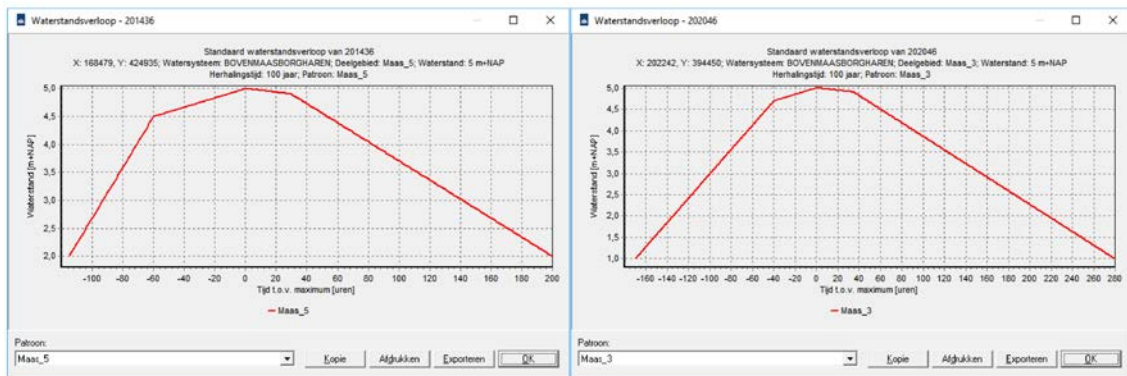 Waterstandsverloop - 201436
Standaard waterstandsverloop van 201436
X: 168479, Y: 424935; Watersysteem: BOVENMAASBORGHAREN; Deelgebied: Maas_5; Waterstand: 5 m+NAP
Herhalingstijd: 100 jaar; Patroon: Maas_5
Waterstand [m+NAP]
5,0
4,5
4,0
3,5
3,0
2,5
2,0
-100 -80 -60 -40 -20 0 20 40 60 80 100 120 140 160 180 200
Tijd t.o.v. maximum [uren]
Maas_5
Patroon:
Maas_5 Kopie Afdrukken Exporteren OK
Waterstandsverloop - 202046
Standaard waterstandsverloop van 202046
X: 202242, Y: 394450; Watersysteem: BOVENMAASBORGHAREN; Deelgebied: Maas_3; Waterstand: 5 m+NAP
Herhalingstijd: 100 jaar; Patroon: Maas_3
Waterstand [m+NAP]
5,0
4,5
4,0
3,5
3,0
2,5
2,0
1,5
1,0
-160 -140 -120 -100 -80 -60 -40 -20 0 20 40 60 80 100 120 140 160 180 200 220 240 260 280
Tijd t.o.v. maximum [uren]
Maas_3
Patroon:
Maas_3 Kopie Afdrukken Exporteren OK